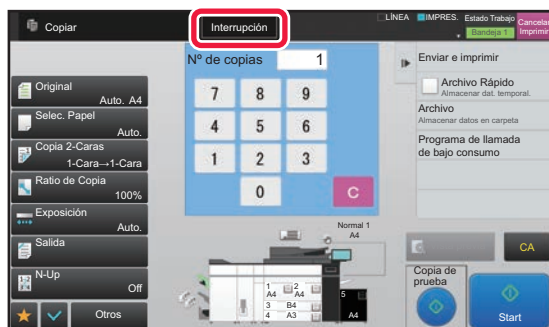 Copiar
Interrupción
LÍNEA
IMPRES.
Estado Trabajo
Bandeja 1
Cancelar
Imprimir
Original
Auto. A4
Selec. Papel
Auto.
Copia 2-Caras
1-Cara→1-Cara
Ratio de Copia
100%
Exposición
Auto.
Salida
N-Up
Off
Otros
Nº de copias
1
7 8 9
4 5 6
1 2 3
0 C
Normal 1
A4
1 A4
2 A4
3 B4
4 A3
5
A4
Enviar e imprimir
Archivo Rápido
Almacenar dat. temporal.
Archivo
Almacenar datos en carpeta
Programa de llamada
de bajo consumo
CA
Copia de
prueba
Start